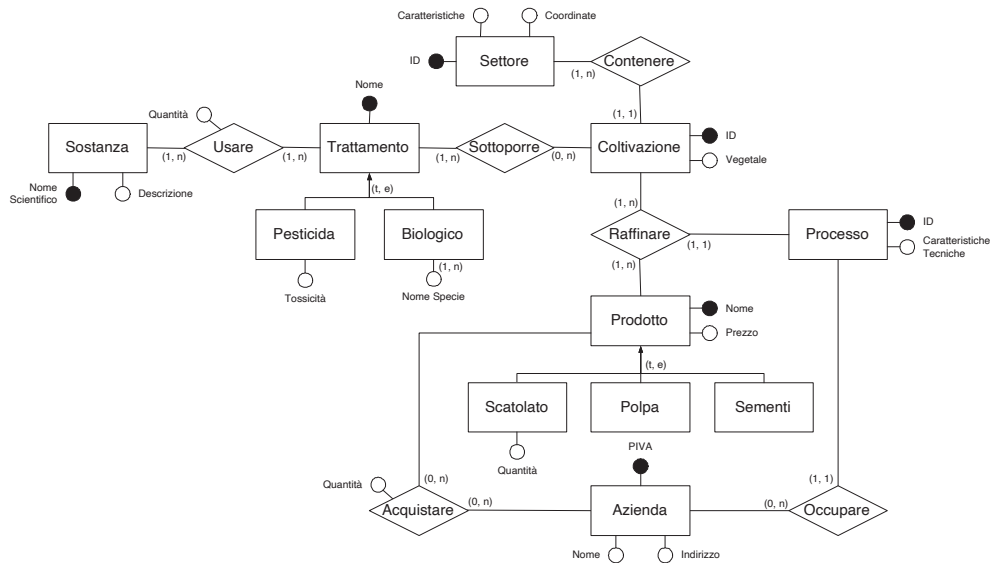 Caratteristiche
Coordinate
ID
Settore
(1, n)
Contenere
(1, 1)
Nome
Quantità
Sostanza
(1, n)
Usare
(1, n)
Trattamento
(1, n)
Sottoporre
(0, n)
Coltivazione
ID
Vegetale
Nome
Scientifico
Descrizione
(t, e)
(1, n)
Pesticida
Biologico
(1, n)
Tossicità
Nome Specie
Raffinare
(1, 1)
(1, n)
Processo
ID
Caratteristiche
Tecniche
Prodotto
Nome
Prezzo
(t, e)
Scatolato
Polpa
Sementi
Quantità
PIVA
Quantità
(0, n)
Acquistare
(0, n)
Azienda
(0, n)
(1, 1)
Occupare
Nome
Indirizzo